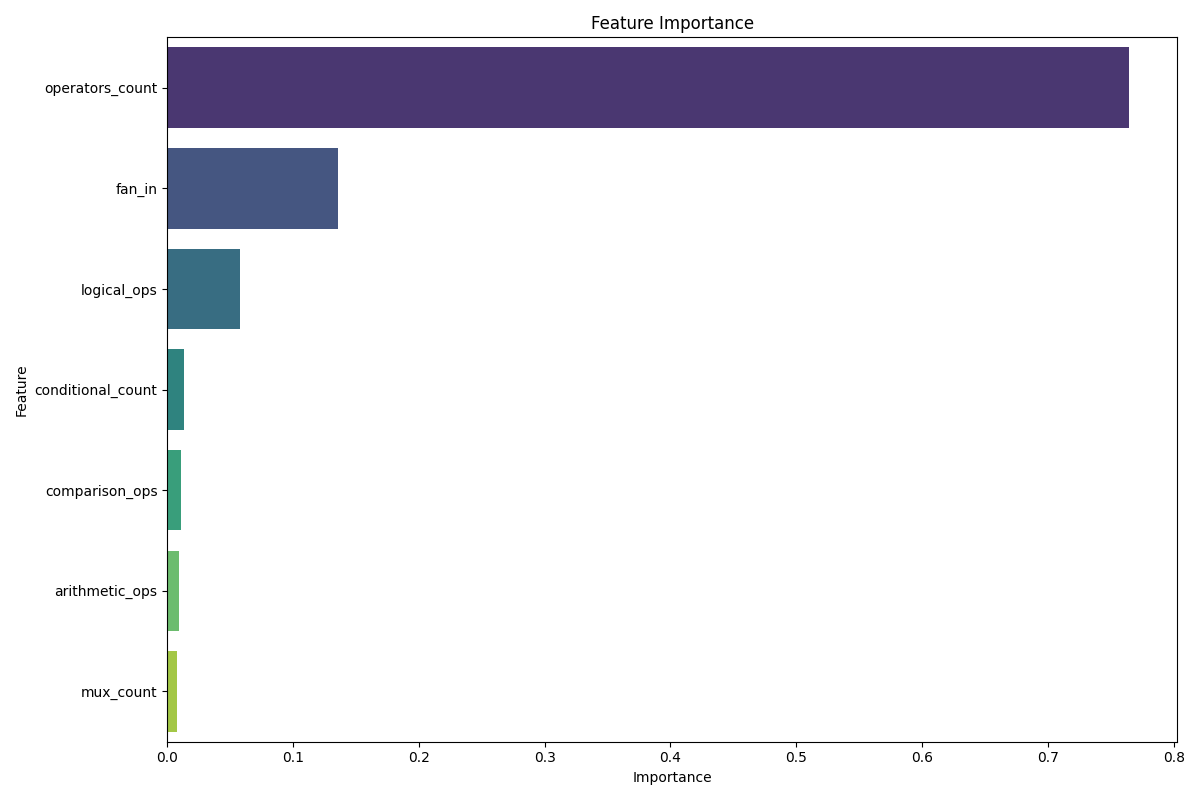 Feature Importance
operators_count
fan_in
logical_ops
conditional_count
comparison_ops
arithmetic_ops
mux_count
Feature
0.0 0.1 0.2 0.3 0.4 0.5 0.6 0.7 0.8
Importance